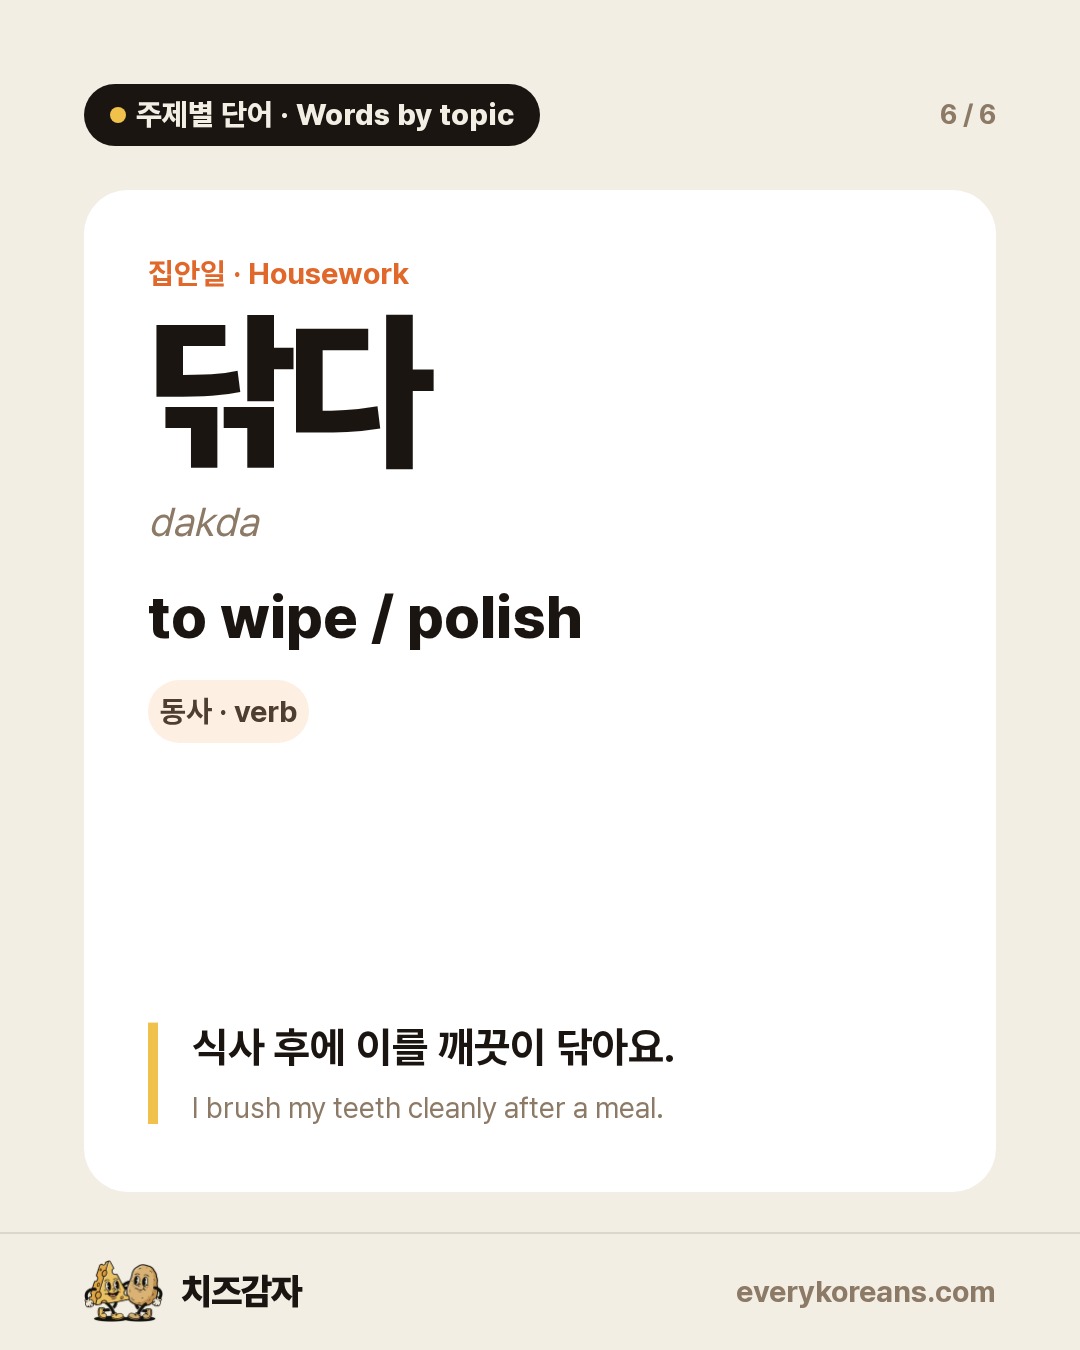 주제별 단어 · Words by topic
6 / 6
집안일 · Housework
닦다
dakda
to wipe / polish
동사 · verb
식사 후에 이를 깨끗이 닦아요.
I brush my teeth cleanly after a meal.
치즈감자
everykoreans.com